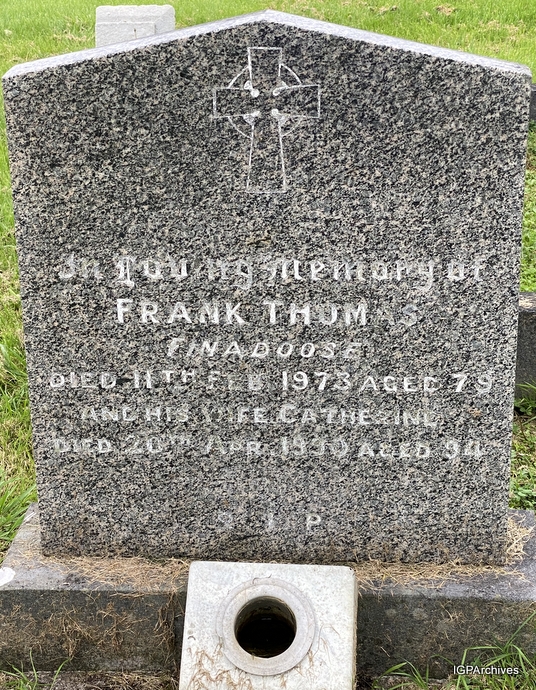 In Loving Memory of
FRANK THOMAS
FINADOOSE
DIED 11TH FEB. 1973 AGED 79
AND HIS WIFE CATHERINE
DIED 20TH APR. 1990 AGED 94
R.I.P.
IGPArchives